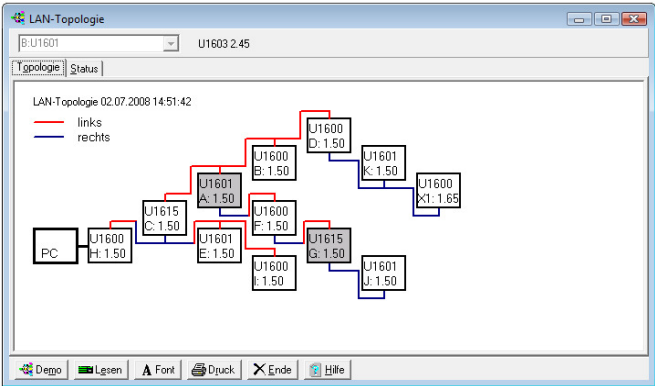 LAN-Topologie
B:U1601
U1603 2.45
Topologie
Status
LAN-Topologie 02.07.2008 14:51:42
links
rechts
U1600
D: 1.50
U1600
B: 1.50
U1601
K: 1.50
U1601
A: 1.50
U1600
X1: 1.65
U1615
C: 1.50
U1600
F: 1.50
PC
U1600
H: 1.50
U1601
E: 1.50
U1615
G: 1.50
U1600
I: 1.50
U1601
J: 1.50
Demo
Lesen
A Font
Druck
Ende
Hilfe